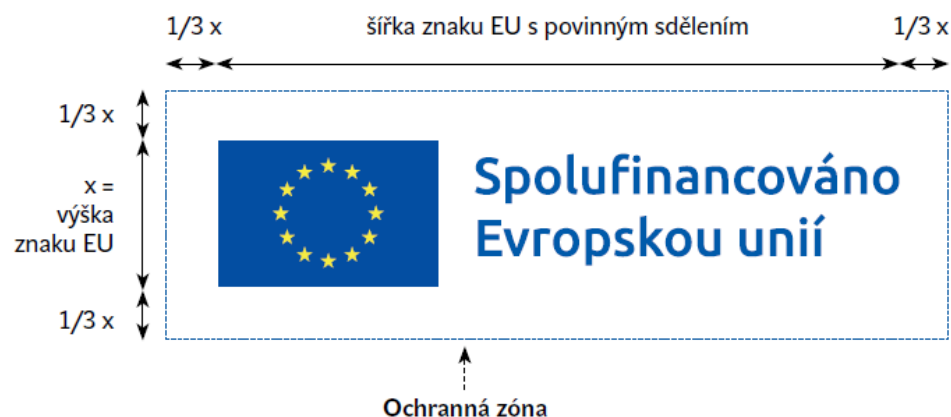 1/3 x
šířka znaku EU s povinným sdělením
1/3 x
1/3 x
x =
výška
znaku EU
1/3 x
Spolufinancováno
Evropskou unií
Ochranná zóna